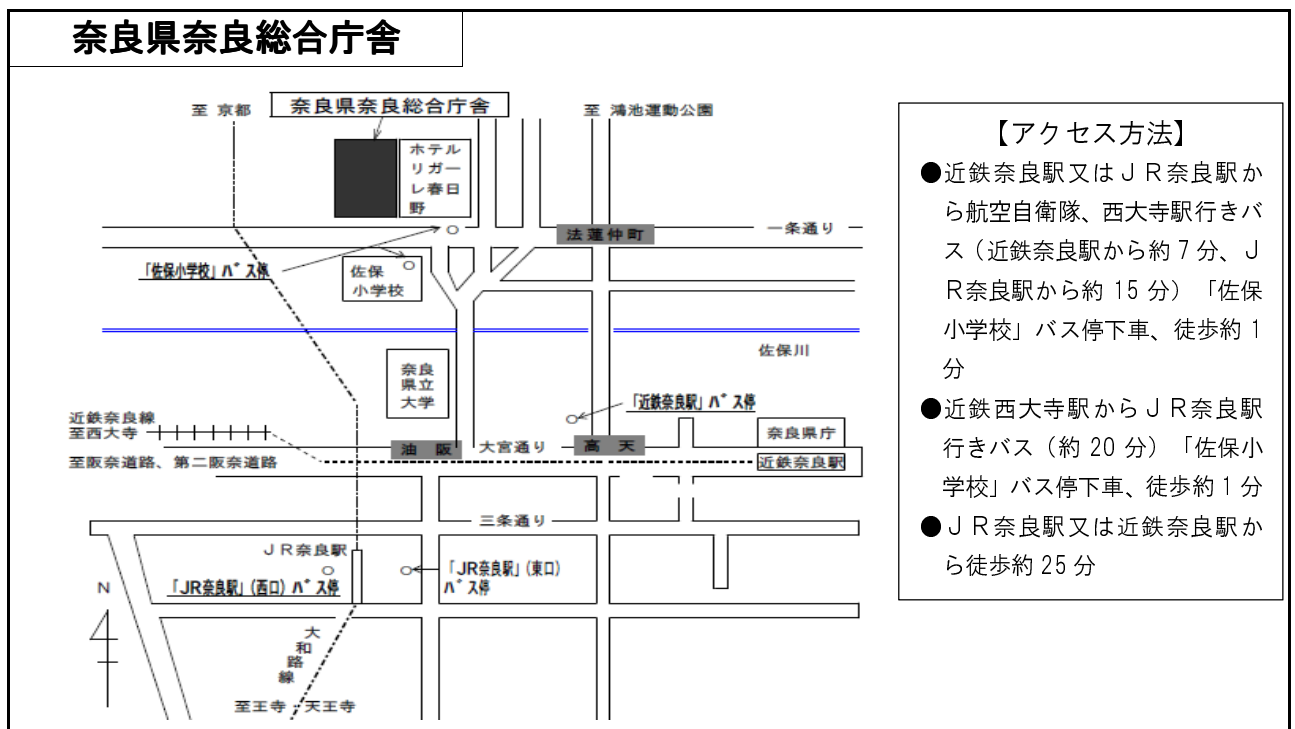 奈良県奈良総合庁舎
至 京都
奈良県奈良総合庁舎
至 鴻池運動公園
ホテル
リガー
レ春日
野
法蓮仲町
一条通り
「佐保小学校」バス停
佐保
小学校
佐保川
奈良
県立
大学
「近鉄奈良駅」バス停
近鉄奈良線
至西大寺
油 阪
大宮通り
高 天
奈良県庁
至阪奈道路、第二阪奈道路
近鉄奈良駅
三条通り
JR奈良駅
「JR奈良駅」(西口) バス停
「JR奈良駅」(東口)
バス停
N
大和路線
至王寺・天王寺
【アクセス方法】
●近鉄奈良駅又はJR奈良駅か
ら航空自衛隊、西大寺駅行きバ
ス（近鉄奈良駅から約7分、J
R奈良駅から約 15 分）「佐保
小学校」バス停下車、徒歩約 1
分
●近鉄西大寺駅からJR奈良駅
行きバス（約 20 分）「佐保小
学校」バス停下車、徒歩約1分
●JR奈良駅又は近鉄奈良駅か
ら徒歩約 25 分